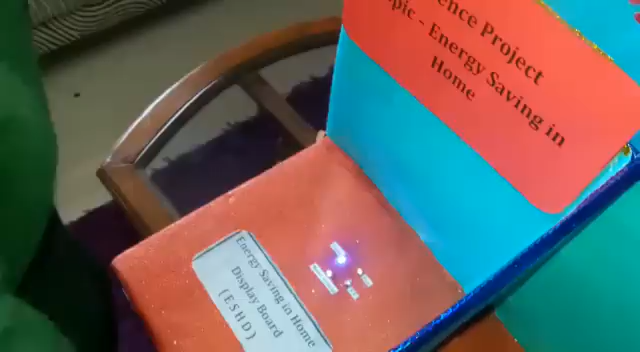 ence Project
pic - Energy Saving in
Home
Energy Saving in Home
Display Board
( E S H D )